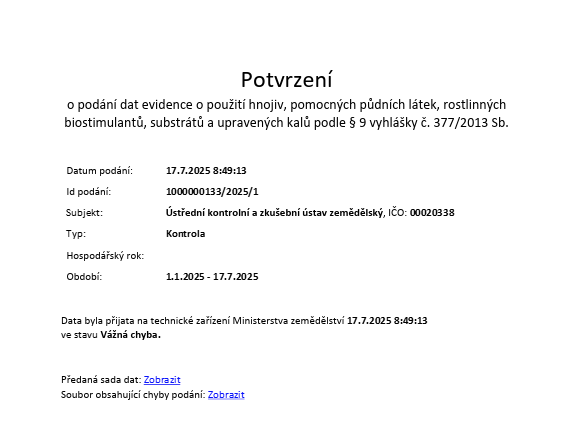 Potvrzení
o podání dat evidence o použití hnojiv, pomocných půdních látek, rostlinných
biostimulantů, substrátů a upravených kalů podle § 9 vyhlášky č. 377/2013 Sb.
Datum podání: 17.7.2025 8:49:13
Id podání: 1000000133/2025/1
Subjekt: Ústřední kontrolní a zkušební ústav zemědělský, IČO: 00020338
Typ: Kontrola
Hospodářský rok:
Období: 1.1.2025 - 17.7.2025
Data byla přijata na technické zařízení Ministerstva zemědělství 17.7.2025 8:49:13
ve stavu Vážná chyba.
Předaná sada dat: Zobrazit
Soubor obsahující chyby podání: Zobrazit